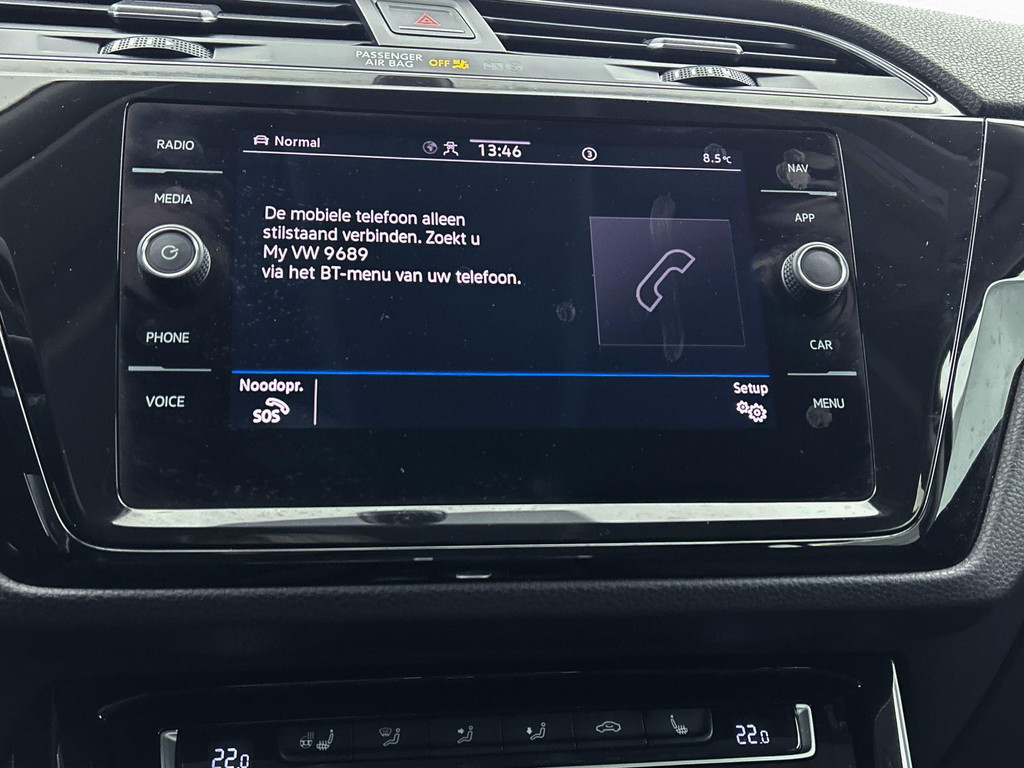 PASSENGER
AIR BAG OFF
RADIO
MEDIA
PHONE
VOICE
Normal
13:46
3
8.5°C
De mobiele telefoon alleen
stilstaand verbinden. Zoekt u
My VW 9689
via het BT-menu van uw telefoon.
Noodopr.
SOS
Setup
NAV
APP
CAR
MENU
22.0
22.0